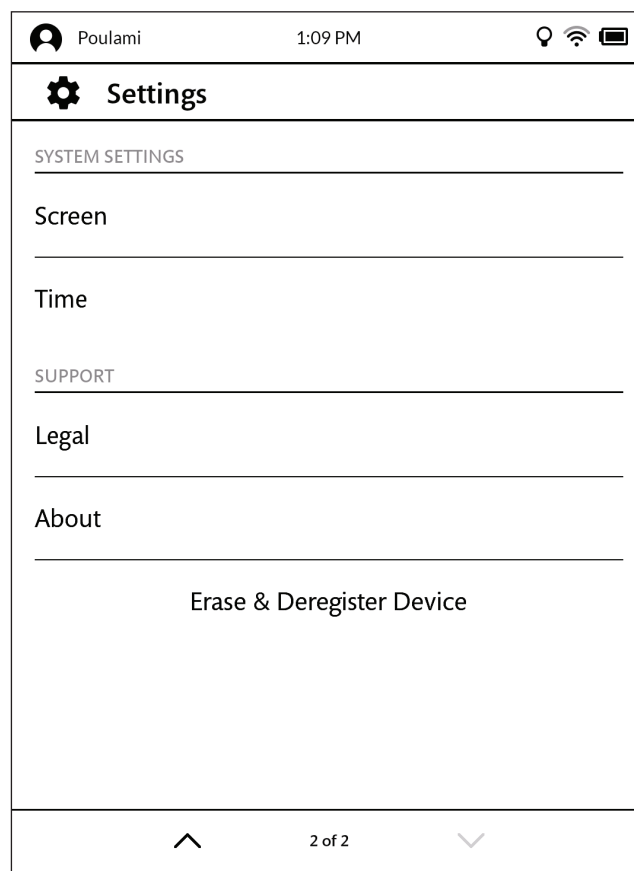 Poulami 1:09 PM
Settings
SYSTEM SETTINGS
Screen
Time
SUPPORT
Legal
About
Erase & Deregister Device
2 of 2